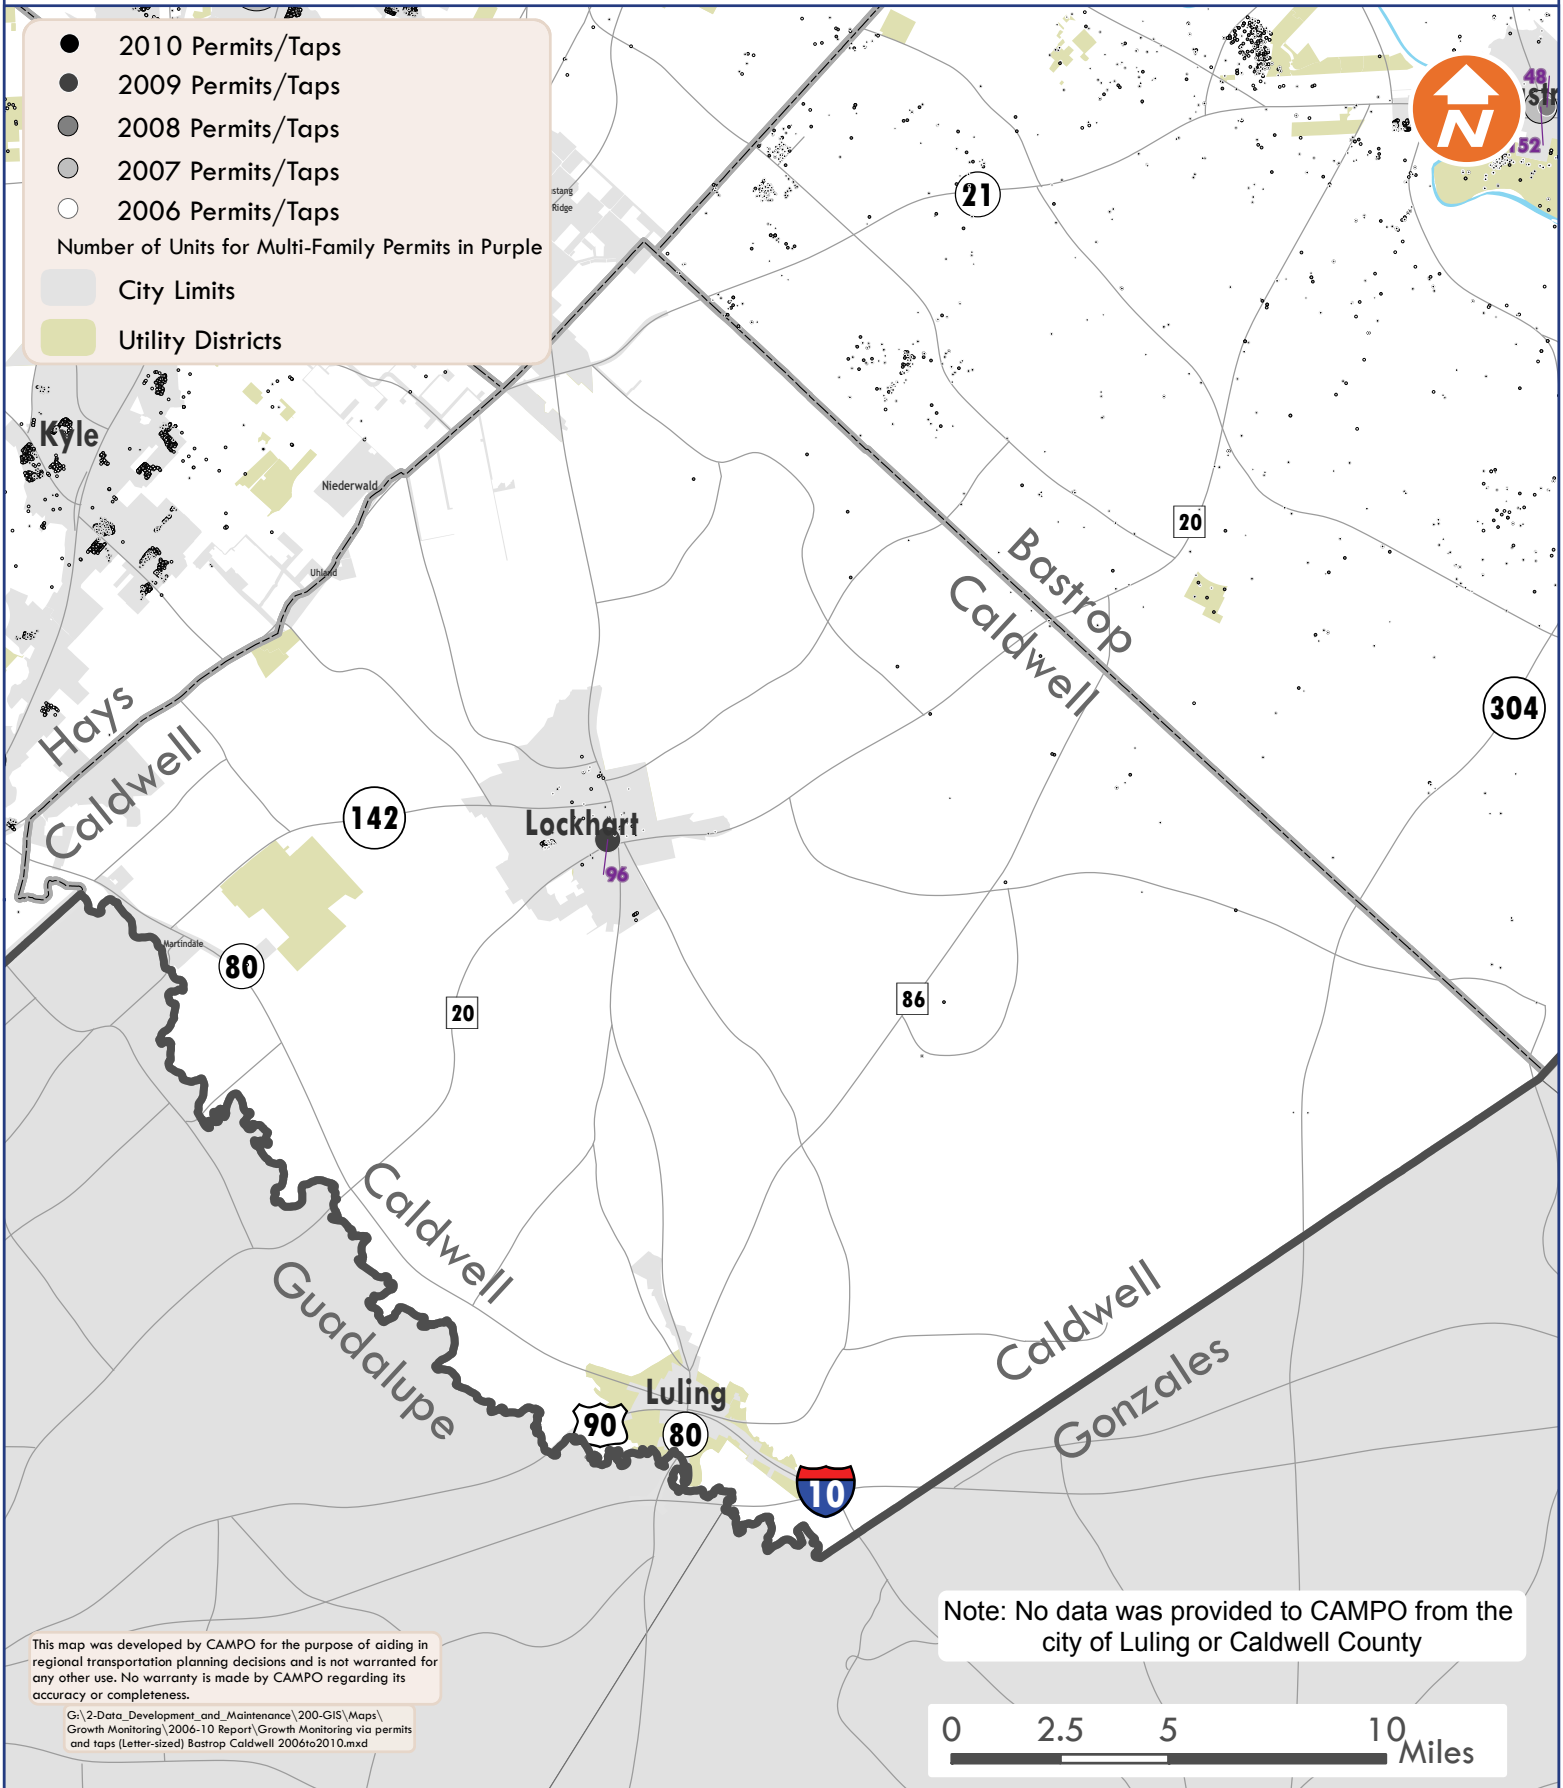 2010 Permits/Taps
2009 Permits/Taps
2008 Permits/Taps
2007 Permits/Taps
2006 Permits/Taps
Number of Units for Multi-Family Permits in Purple
City Limits
Utility Districts
N
48
str
152
21
stang
Ridge
Kyle
Niederwald
Uhland
20
Bastrop
Caldwell
304
Hays
Caldwell
142
Lockhart
96
Martindale
80
20
86
Caldwell
Guadalupe
Caldwell
Gonzales
Luling
90
80
10
Note: No data was provided to CAMPO from the
city of Luling or Caldwell County
This map was developed by CAMPO for the purpose of aiding in
regional transportation planning decisions and is not warranted for
any other use. No warranty is made by CAMPO regarding its
accuracy or completeness.
G:\2-Data_Development_and_Maintenance\200-GIS\Maps\
Growth Monitoring\2006-10 Report\Growth Monitoring via permits
and taps (Letter-sized) Bastrop Caldwell 2006to2010.mxd
0 2.5 5 10
Miles